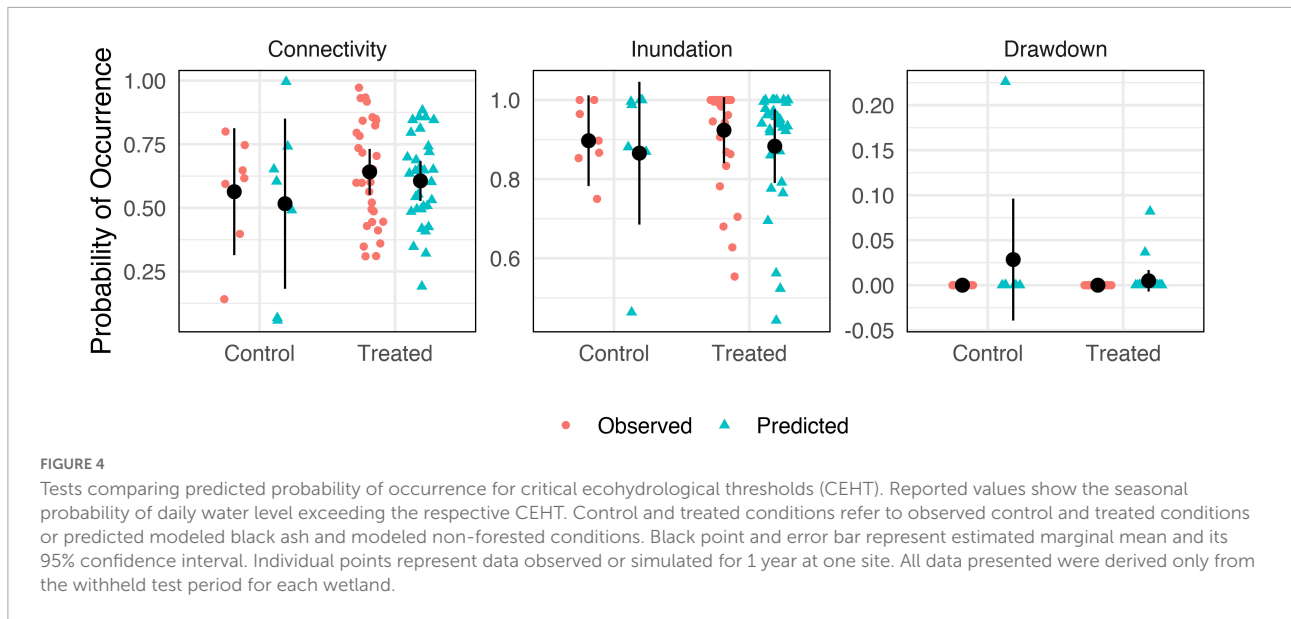 Connectivity Inundation Drawdown
Probability of Occurrence
1.00
0.75
0.50
0.25
1.0
0.8
0.6
0.20
0.15
0.10
0.05
0.00
-0.05
Control Treated Control Treated Control Treated
Observed Predicted
FIGURE 4
Tests comparing predicted probability of occurrence for critical ecohydrological thresholds (CEHT). Reported values show the seasonal
probability of daily water level exceeding the respective CEHT. Control and treated conditions refer to observed control and treated conditions
or predicted modeled black ash and modeled non-forested conditions. Black point and error bar represent estimated marginal mean and its
95% confidence interval. Individual points represent data observed or simulated for 1 year at one site. All data presented were derived only from
the withheld test period for each wetland.